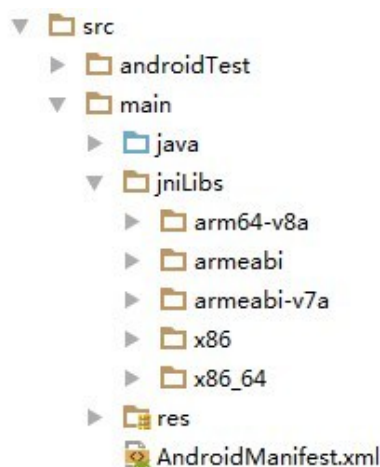 src
androidTest
main
java
jniLibs
arm64-v8a
armeabi
armeabi-v7a
x86
x86_64
res
AndroidManifest.xml